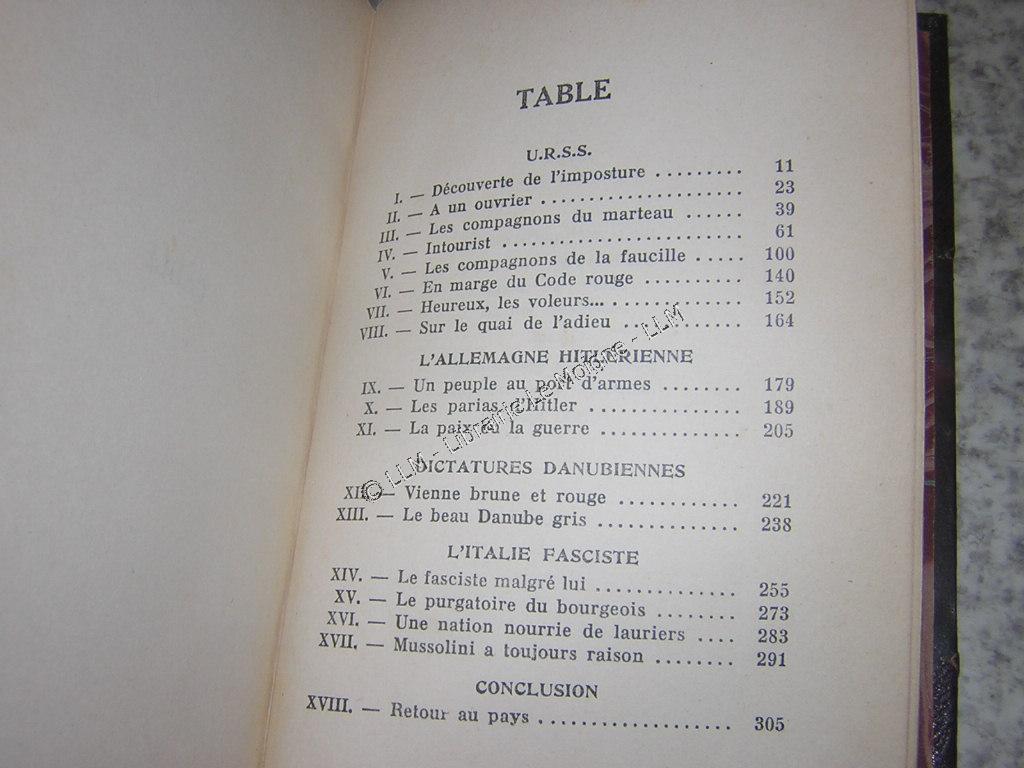 TABLE
U.R.S.S.
I. — Découverte de l'imposture ......... 11
II. — A un ouvrier ..................... 23
III. — Les compagnons du marteau ...... 39
IV. — Intourist ......................... 61
V. — Les compagnons de la faucille ..... 100
VI. — En marge du Code rouge ........... 140
VII. — Heureux, les voleurs... ............. 152
VIII. — Sur le quai de l'adieu ............ 164
L'ALLEMAGNE HITLÉRIENNE
IX. — Un peuple au port d'armes ........ 179
X. — Les parias d'Hitler .............. 189
XI. — La paix ou la guerre ............. 205
DICTATURES DANUBIENNES
XII. — Vienne brune et rouge ........... 221
XIII. — Le beau Danube gris ............. 238
L'ITALIE FASCISTE
XIV. — Le fasciste malgré lui .............. 255
XV. — Le purgatoire du bourgeois ........ 273
XVI. — Une nation nourrie de lauriers .... 283
XVII. — Mussolini a toujours raison ........ 291
CONCLUSION
XVIII. — Retour au pays .................. 305
© LLM - Librairie Le Moigne - LLM